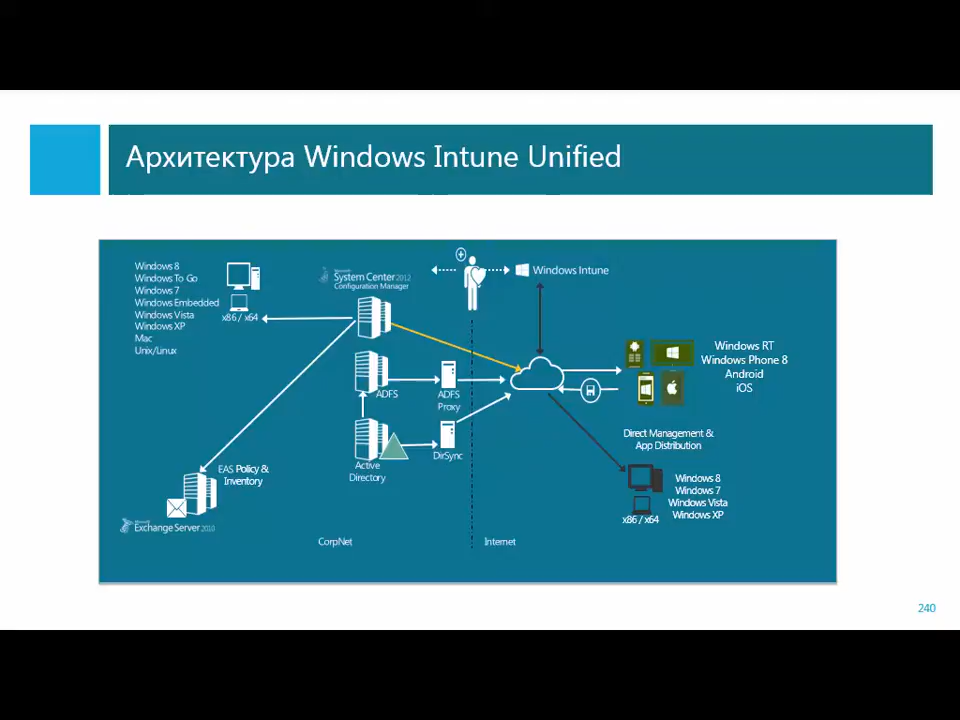 Архитектура Windows Intune Unified
Windows 8
Windows To Go
Windows 7
Windows Embedded
Windows Vista
Windows XP
Mac
Unix/Linux
x86 / x64
System Center 2012
Configuration Manager
Windows Intune
ADFS
ADFS
Proxy
Active
Directory
DirSync
EAS Policy &
Inventory
Exchange Server 2010
CorpNet
Internet
Windows RT
Windows Phone 8
Android
iOS
Direct Management &
App Distribution
Windows 8
Windows 7
Windows Vista
Windows XP
x86 / x64
240